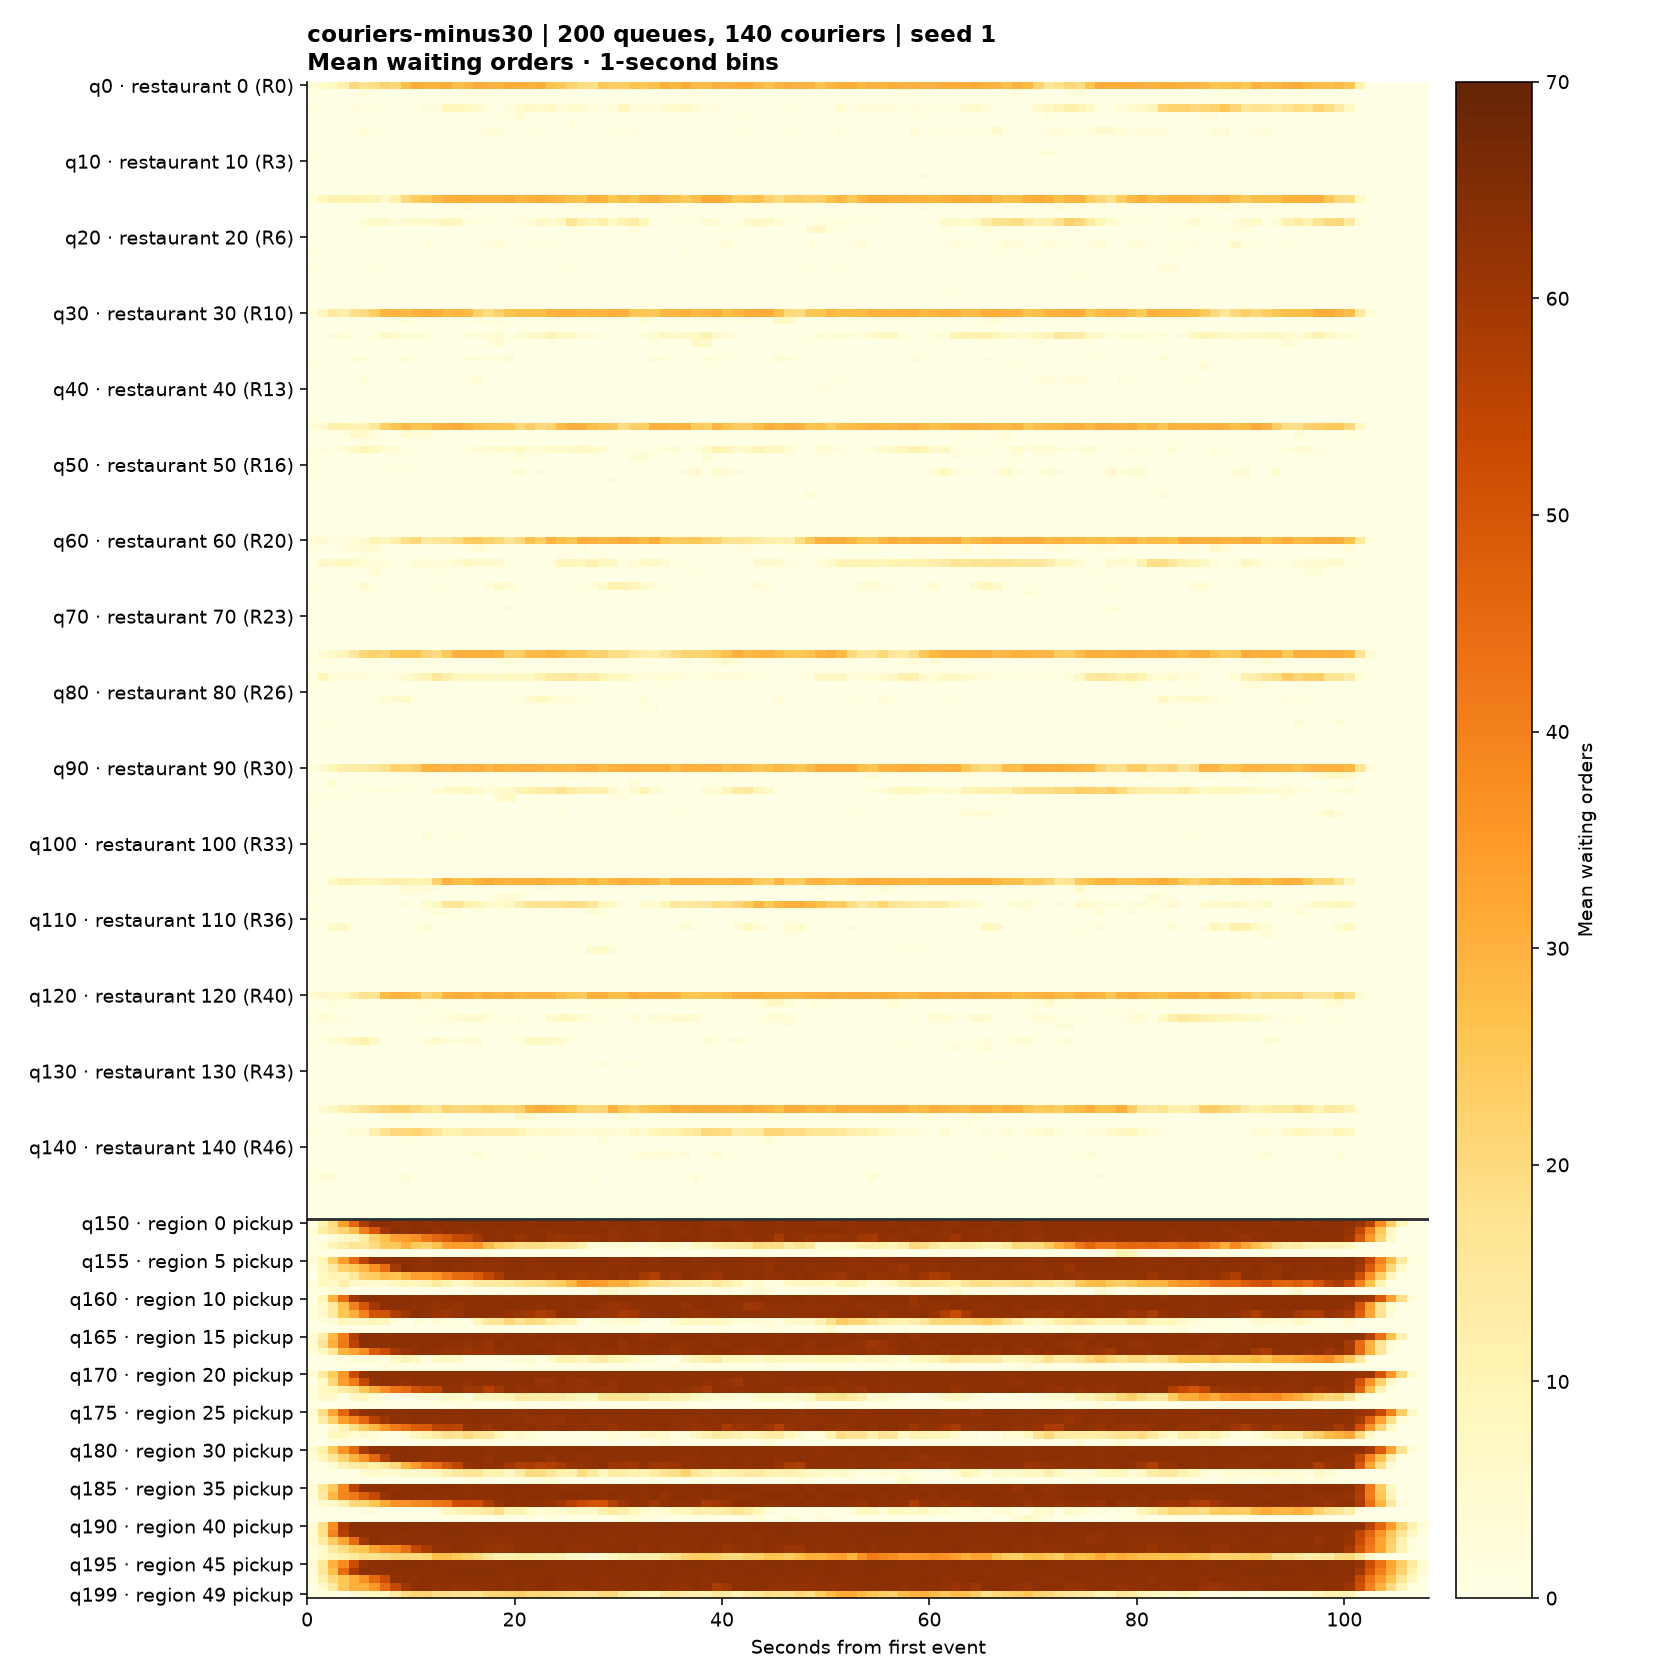 couriers-minus30 | 200 queues, 140 couriers | seed 1
Mean waiting orders · 1-second bins
q0 · restaurant 0 (R0)
q10 · restaurant 10 (R3)
q20 · restaurant 20 (R6)
q30 · restaurant 30 (R10)
q40 · restaurant 40 (R13)
q50 · restaurant 50 (R16)
q60 · restaurant 60 (R20)
q70 · restaurant 70 (R23)
q80 · restaurant 80 (R26)
q90 · restaurant 90 (R30)
q100 · restaurant 100 (R33)
q110 · restaurant 110 (R36)
q120 · restaurant 120 (R40)
q130 · restaurant 130 (R43)
q140 · restaurant 140 (R46)
q150 · region 0 pickup
q155 · region 5 pickup
q160 · region 10 pickup
q165 · region 15 pickup
q170 · region 20 pickup
q175 · region 25 pickup
q180 · region 30 pickup
q185 · region 35 pickup
q190 · region 40 pickup
q195 · region 45 pickup
q199 · region 49 pickup
0 20 40 60 80 100
Seconds from first event
70
60
50
40
30
20
10
0
Mean waiting orders